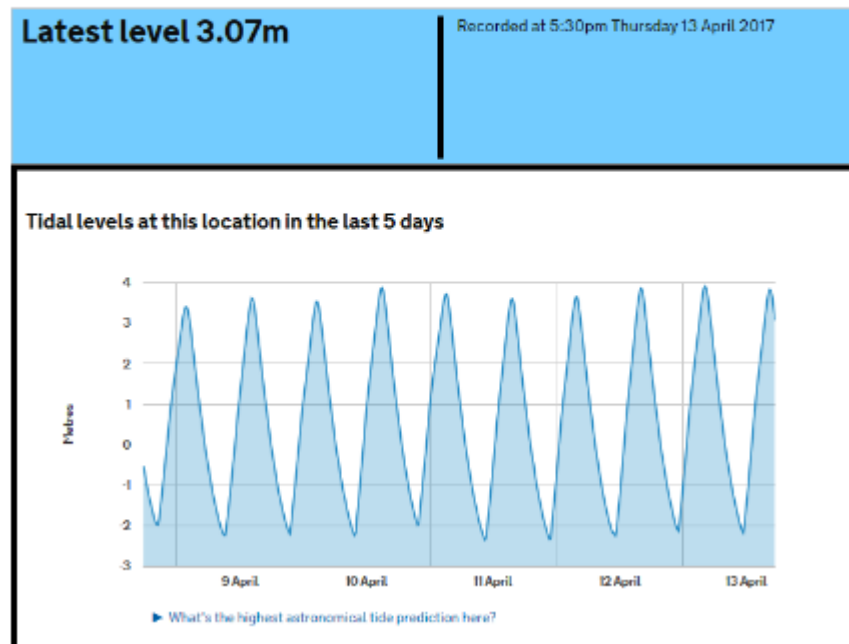 Latest level 3.07m
Recorded at 5:30pm Thursday 13 April 2017
Tidal levels at this location in the last 5 days
4
3
2
1
0
-1
-2
-3
Metres
9 April
10 April
11 April
12 April
13 April
► What's the highest astronomical tide prediction here?